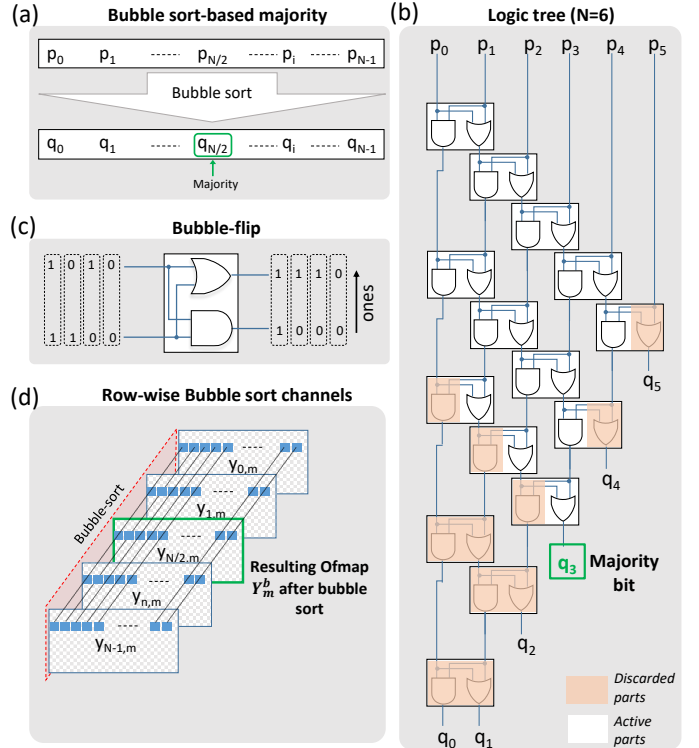 (a)
Bubble sort-based majority
p0 p1 ----- pN/2 ----- pi ----- pN-1
Bubble sort
q0 q1 ----- qN/2 ----- qi ----- qN-1
Majority
(c)
Bubble-flip
1 0 1 0
1 1 1 0
1 1 0 0
1 0 0 0
ones
(d)
Row-wise Bubble sort channels
Bubble-sort
y0,m
y1,m
yN/2.m
yn,m
yN-1,m
Resulting Ofmap
Y_m^b after bubble
sort
(b)
Logic tree (N=6)
p0 p1 p2 p3 p4 p5
q5
q4
q3
Majority
bit
q2
q0 q1
Discarded
parts
Active
parts